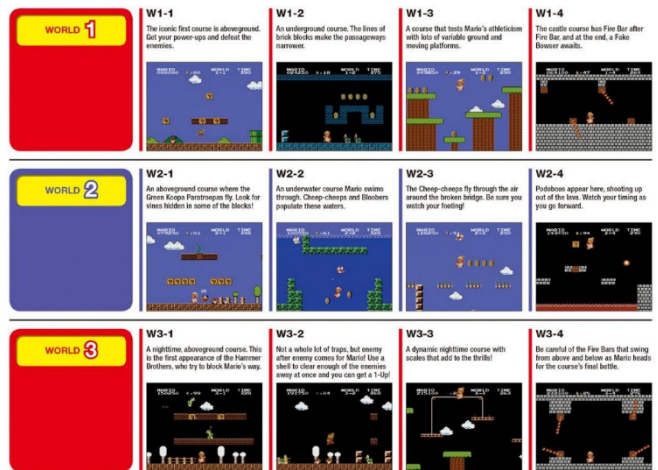 WORLD 1
W1-1
The iconic first course is aboveground.
Get your power-ups and defeat the
enemies.
W1-2
An underground course. The lines of
brick blocks make the passageways
narrower.
W1-3
A course that tests Mario's athleticism
with lots of variable ground and
moving platforms.
W1-4
The castle course has Fire Bar after
Fire Bar, and at the end, a Fake
Bowser awaits.
WORLD 2
W2-1
An aboveground course where the
Green Koopa Paratroopas fly. Look for
vines hidden in some of the blocks!
W2-2
An underwater course Mario swims
through. Cheep-cheeps and Bloobers
populate these waters.
W2-3
The Cheep-cheeps fly through the air
around the broken bridge. Be sure you
watch your footing!
W2-4
Podoboos appear here, shooting up
out of the lava. Watch your timing as
you go forward.
WORLD 3
W3-1
A nighttime, aboveground course. This
is the first appearance of the Hammer
Brothers, who try to block Mario's way.
W3-2
Not a whole lot of traps, but enemy
after enemy comes for Mario! Use a
shell to clear enough of the enemies
away at once and you can get a 1-Up!
W3-3
A dynamic nighttime course with
scales that add to the thrills!
W3-4
Be careful of the Fire Bars that
swing from above and below as Mario heads
for the course's final battle.